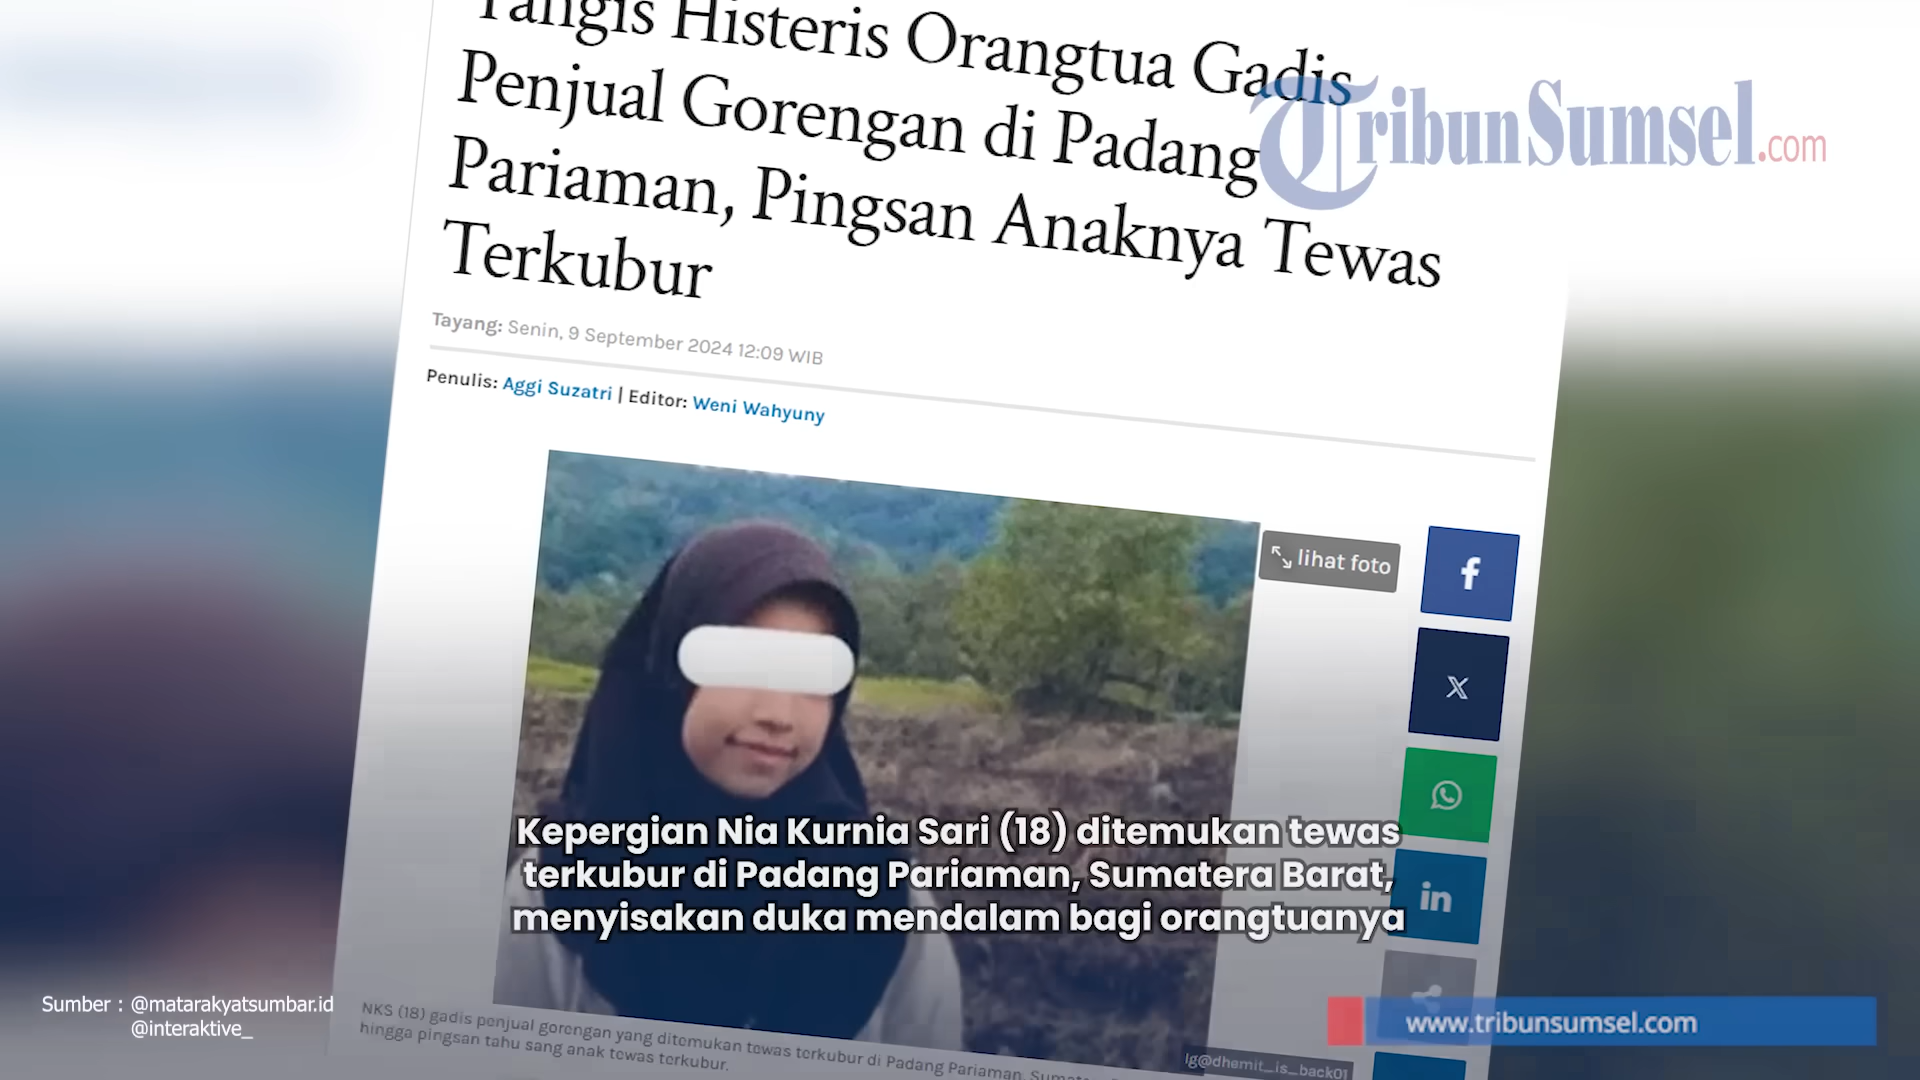 Tangis Histeris Orangtua Gadis
Penjual Gorengan di Padang
Pariaman, Pingsan Anaknya Tewas
Terkubur
TribunSumsel.com
Tayang: Senin, 9 September 2024 12:09 WIB
Penulis: Aggi Suzatri | Editor: Weni Wahyuny
lihat foto
Kepergian Nia Kurnia Sari (18) ditemukan tewas
terkubur di Padang Pariaman, Sumatera Barat,
menyisakan duka mendalam bagi orangtuanya
Sumber : @matarakyatsumbar.id
@interaktive_
www.tribunsumsel.com
NKS (18) gadis penjual gorengan yang ditemukan tewas terkubur di Padang Pariaman,
hingga pingsan tahu sang anak tewas terkubur.
Ig@dhemit_is_back01